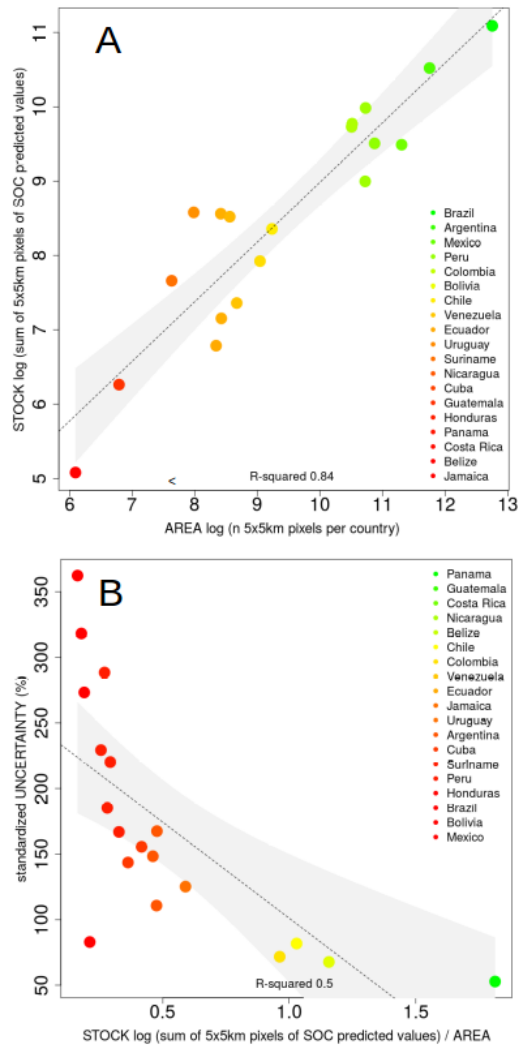 A
STOCK log (sum of 5x5km pixels of SOC predicted values)
11
10
9
8
7
6
5
Brazil
Argentina
Mexico
Peru
Colombia
Bolivia
Chile
Venezuela
Ecuador
Uruguay
Suriname
Nicaragua
Cuba
Guatemala
Honduras
Panama
Costa Rica
Belize
Jamaica
<
R-squared 0.84
6 7 8 9 10 11 12 13
AREA log (n 5x5km pixels per country)
B
standardized UNCERTAINTY (%)
350
300
250
200
150
100
50
Panama
Guatemala
Costa Rica
Nicaragua
Belize
Chile
Colombia
Venezuela
Ecuador
Jamaica
Uruguay
Argentina
Cuba
Suriname
Peru
Honduras
Brazil
Bolivia
Mexico
R-squared 0.5
0.5 1.0 1.5
STOCK log (sum of 5x5km pixels of SOC predicted values) / AREA